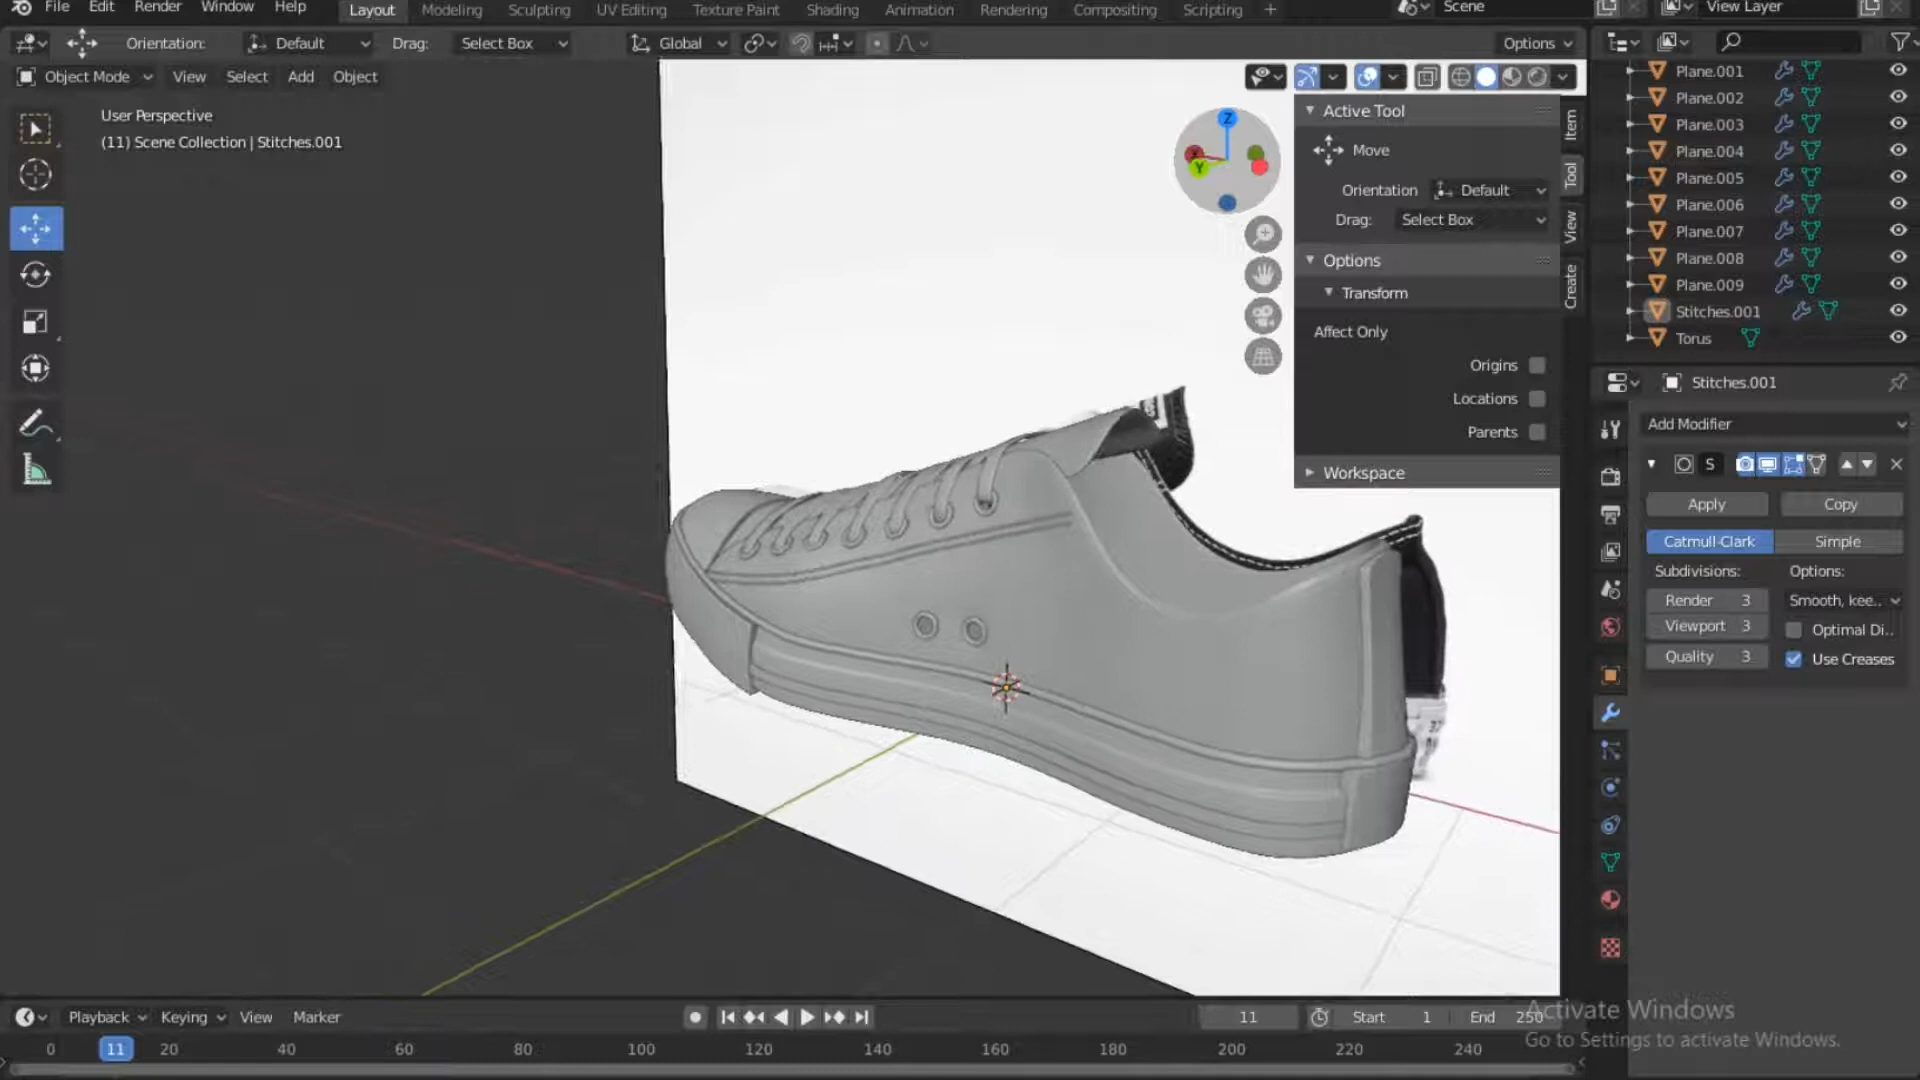 File Edit Render Window Help Layout Modeling Sculpting UV Editing Texture Paint Shading Animation Rendering Compositing Scripting + Scene View Layer
Orientation: Default Drag: Select Box Global Options
Object Mode View Select Add Object
User Perspective
(11) Scene Collection | Stitches.001
Z
Y
Active Tool
Move
Orientation Default
Drag: Select Box
Options
Transform
Affect Only
Origins
Locations
Parents
Workspace
Item
Tool
View
Create
Plane.001
Plane.002
Plane.003
Plane.004
Plane.005
Plane.006
Plane.007
Plane.008
Plane.009
Stitches.001
Torus
Stitches.001
Add Modifier
S
Apply Copy
Catmull-Clark Simple
Subdivisions: Options:
Render 3 Smooth, kee..
Viewport 3 Optimal Di..
Quality 3 Use Creases
Playback Keying View Marker 11 Start 1 End 250
0 11 20 40 60 80 100 120 140 160 180 200 220 240
Activate Windows
Go to Settings to activate Windows.